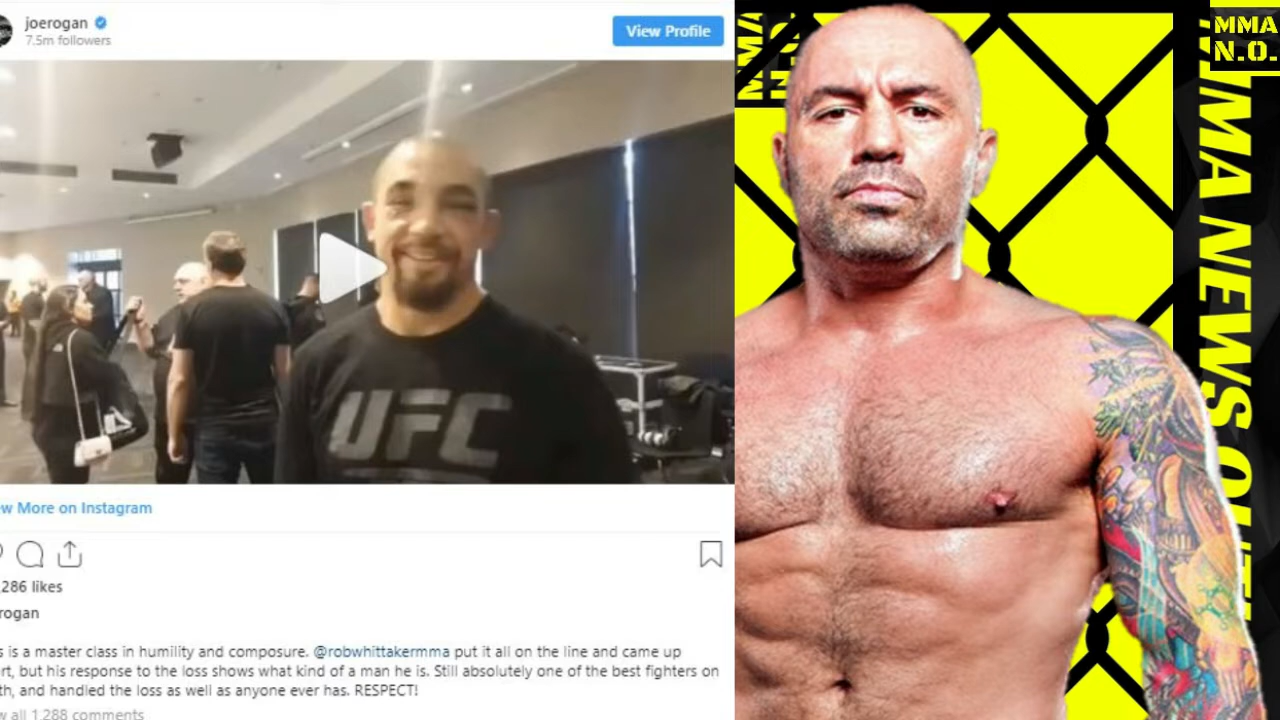 joerogan
7.5m followers
View Profile
UFC
View More on Instagram
286 likes
rogan
is a master class in humility and composure. @robwhittakermma put it all on the line and came up
but his response to the loss shows what kind of a man he is. Still absolutely one of the best fighters on
and handled the loss as well as anyone ever has. RESPECT!
all 1,288 comments
MMA
N.O.
MMA
N.O.
MMA NEWS OUT